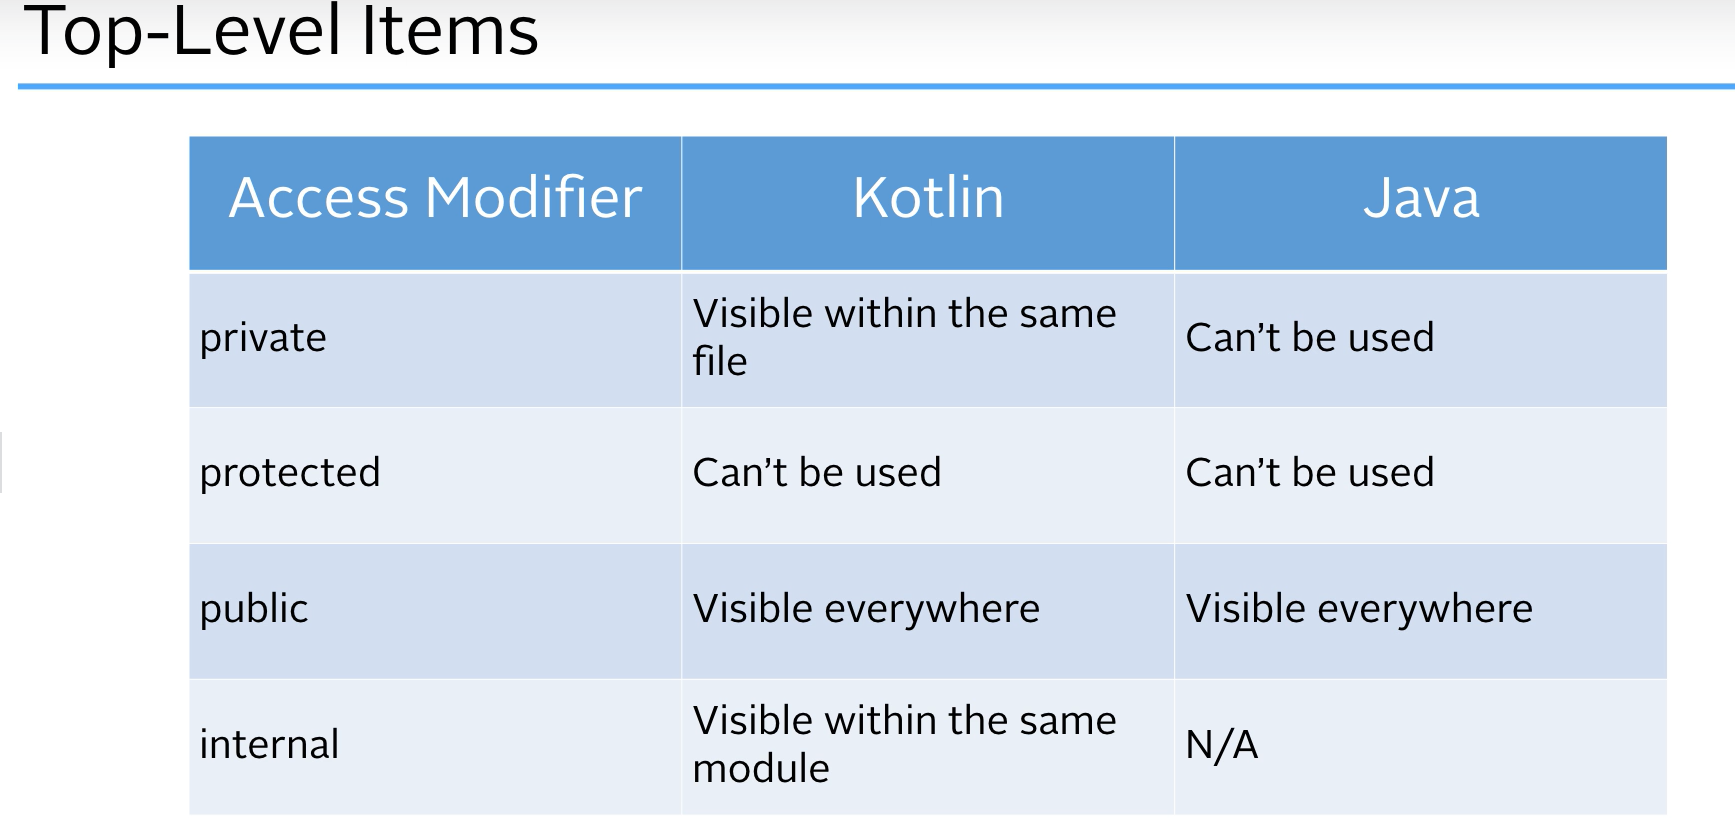 Top-Level Items
Access Modifier Kotlin Java
private Visible within the same file Can’t be used
protected Can’t be used Can’t be used
public Visible everywhere Visible everywhere
internal Visible within the same module N/A